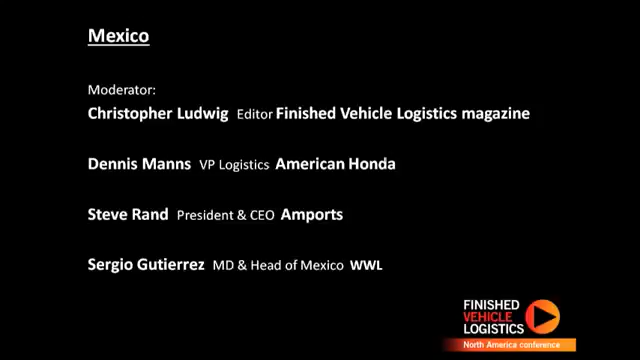 Mexico
Moderator:
Christopher Ludwig Editor Finished Vehicle Logistics magazine
Dennis Manns VP Logistics American Honda
Steve Rand President & CEO Amports
Sergio Gutierrez MD & Head of Mexico WWL
FINISHED
VEHICLE
LOGISTICS
North America conference